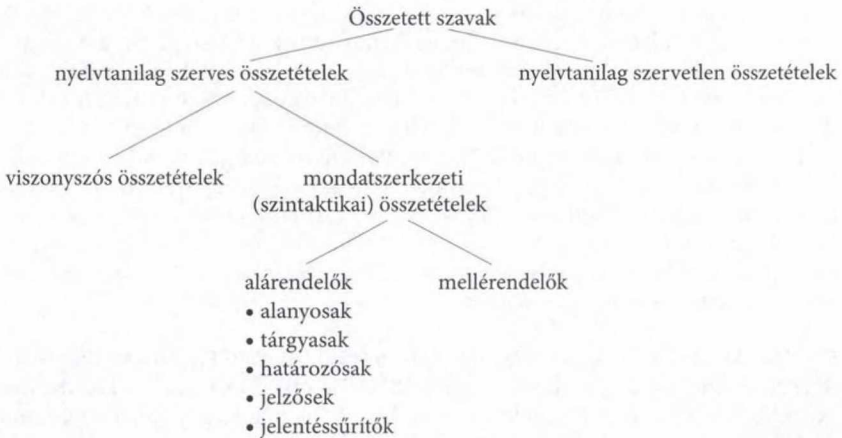 Összetett szavak
nyelvtanilag szerves összetételek
nyelvtanilag szervetlen összetételek
viszonyszós összetételek
mondatszerkezeti
(szintaktikai) összetételek
alárendelők
mellérendelők
• alanyosak
• tárgyasak
• határozósak
• jelzősek
• jelentéssűrítők